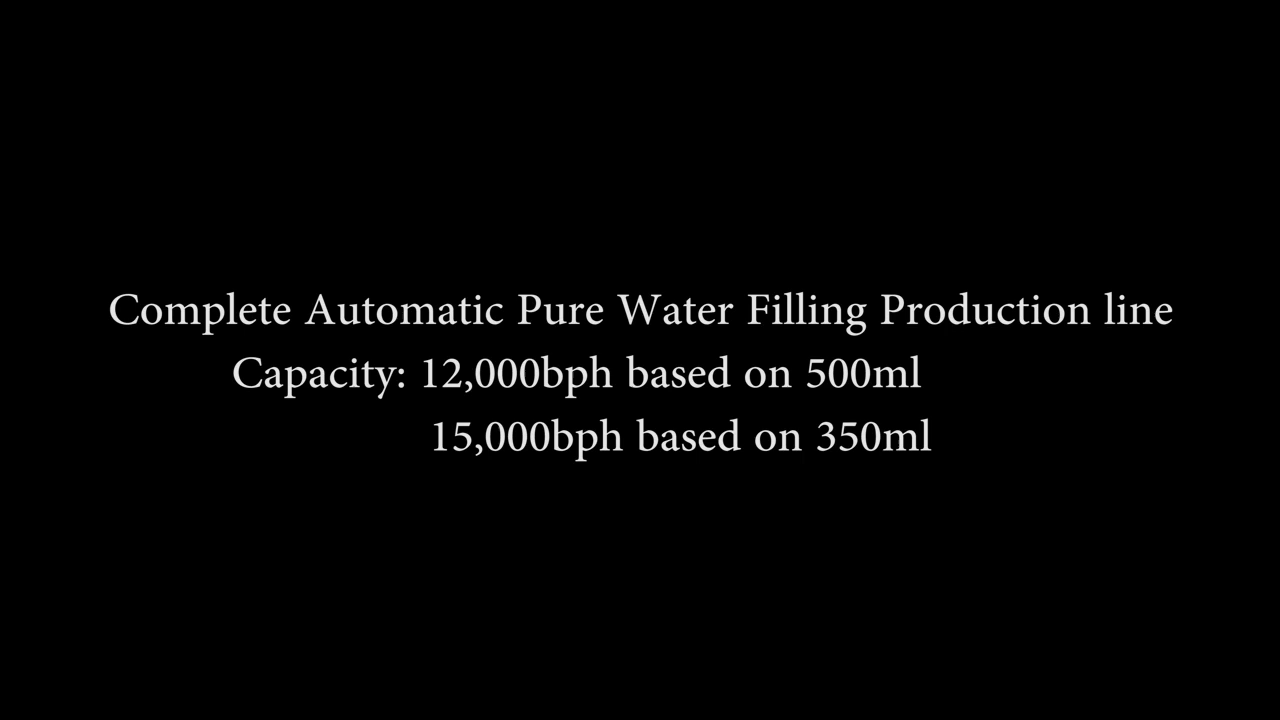 Complete Automatic Pure Water Filling Production line
Capacity: 12,000bph based on 500ml
15,000bph based on 350ml